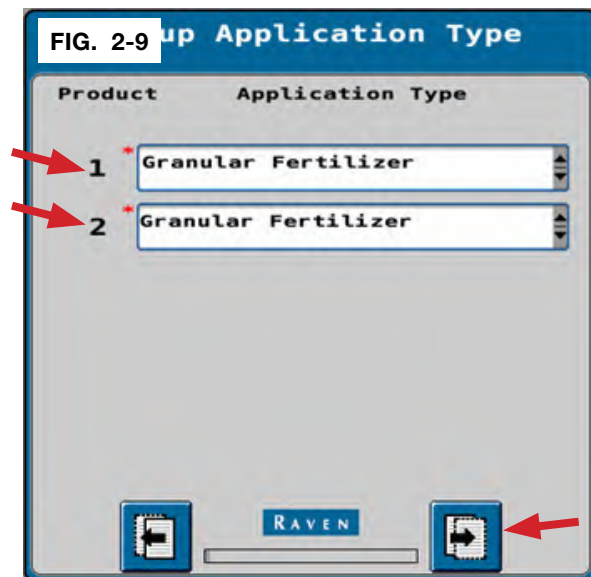 FIG. 2-9 up Application Type
Product Application Type
1 * Granular Fertilizer
2 * Granular Fertilizer
RAVEN